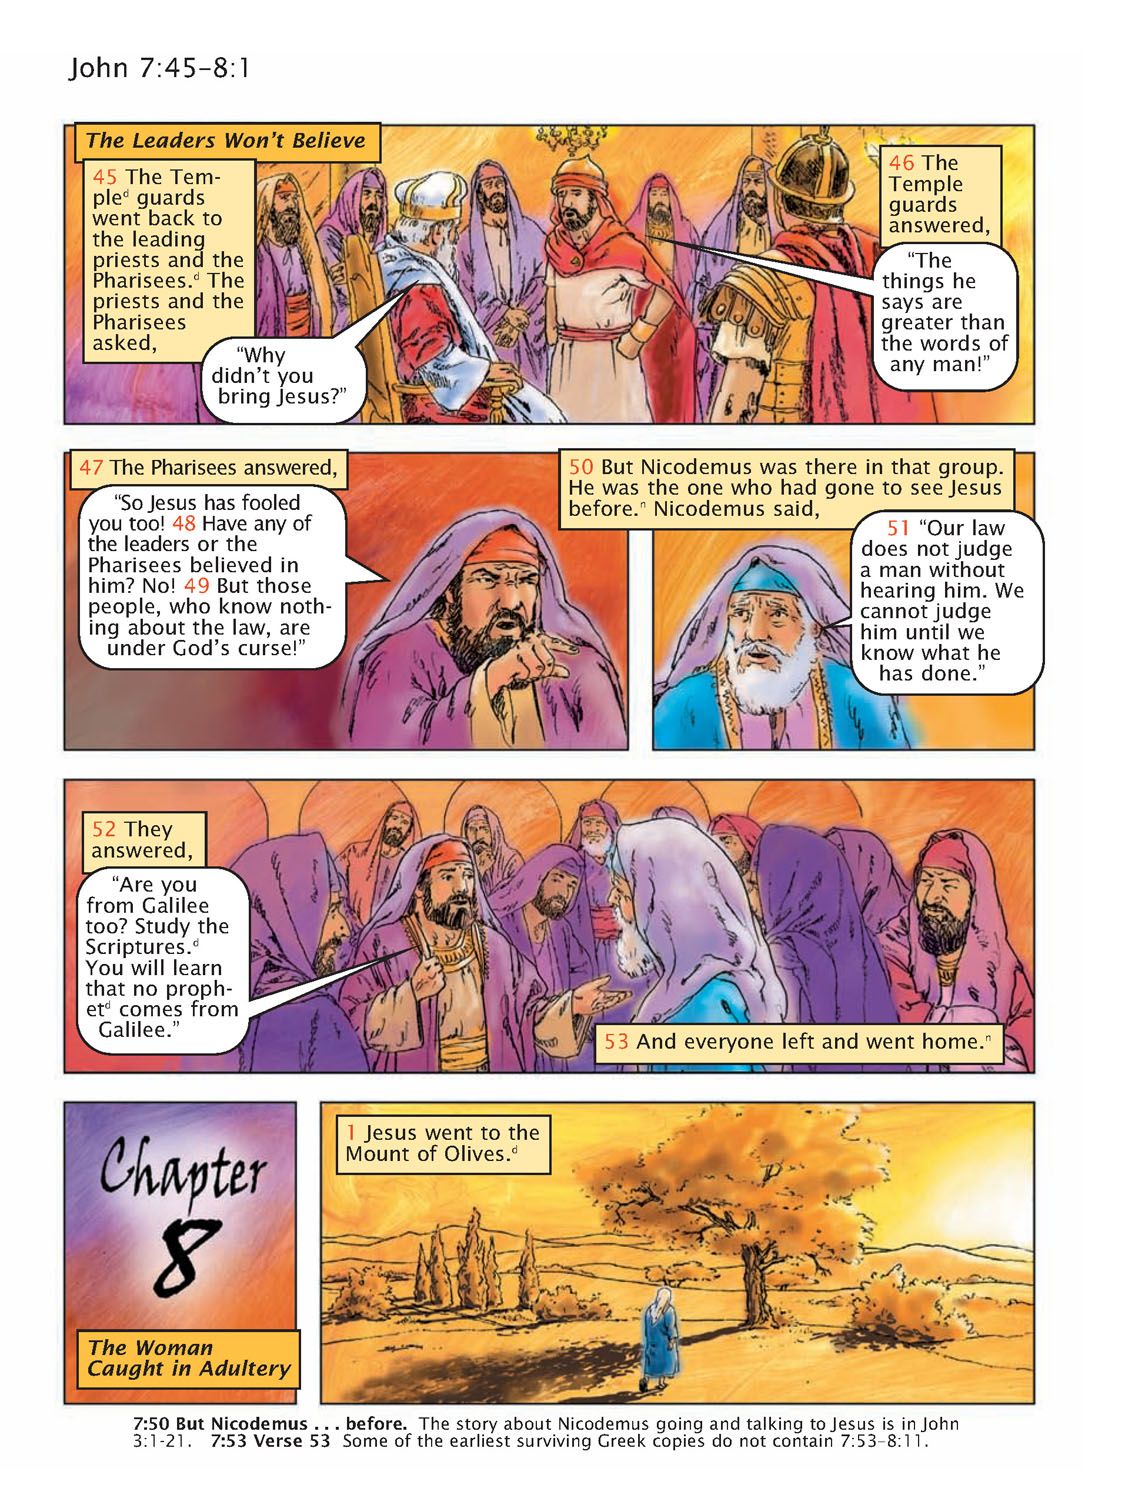 John 7:45–8:1
The Leaders Won’t Believe
45 The Tem-
pleᵈ guards
went back to
the leading
priests and the
Pharisees.ᵈ The
priests and the
Pharisees
asked,
“Why
didn’t you
bring Jesus?”
46 The
Temple
guards
answered,
“The
things he
says are
greater than
the words of
any man!”
47 The Pharisees answered,
“So Jesus has fooled
you too! 48 Have any of
the leaders or the
Pharisees believed in
him? No! 49 But those
people, who know noth-
ing about the law, are
under God’s curse!”
50 But Nicodemus was there in that group.
He was the one who had gone to see Jesus
before.ⁿ Nicodemus said,
51 “Our law
does not judge
a man without
hearing him. We
cannot judge
him until we
know what he
has done.”
52 They
answered,
“Are you
from Galilee
too? Study the
Scriptures.ᵈ
You will learn
that no proph-
etᵈ comes from
Galilee.”
53 And everyone left and went home.ⁿ
Chapter
8
The Woman
Caught in Adultery
1 Jesus went to the
Mount of Olives.ᵈ
7:50 But Nicodemus . . . before. The story about Nicodemus going and talking to Jesus is in John
3:1-21. 7:53 Verse 53 Some of the earliest surviving Greek copies do not contain 7:53–8:11.